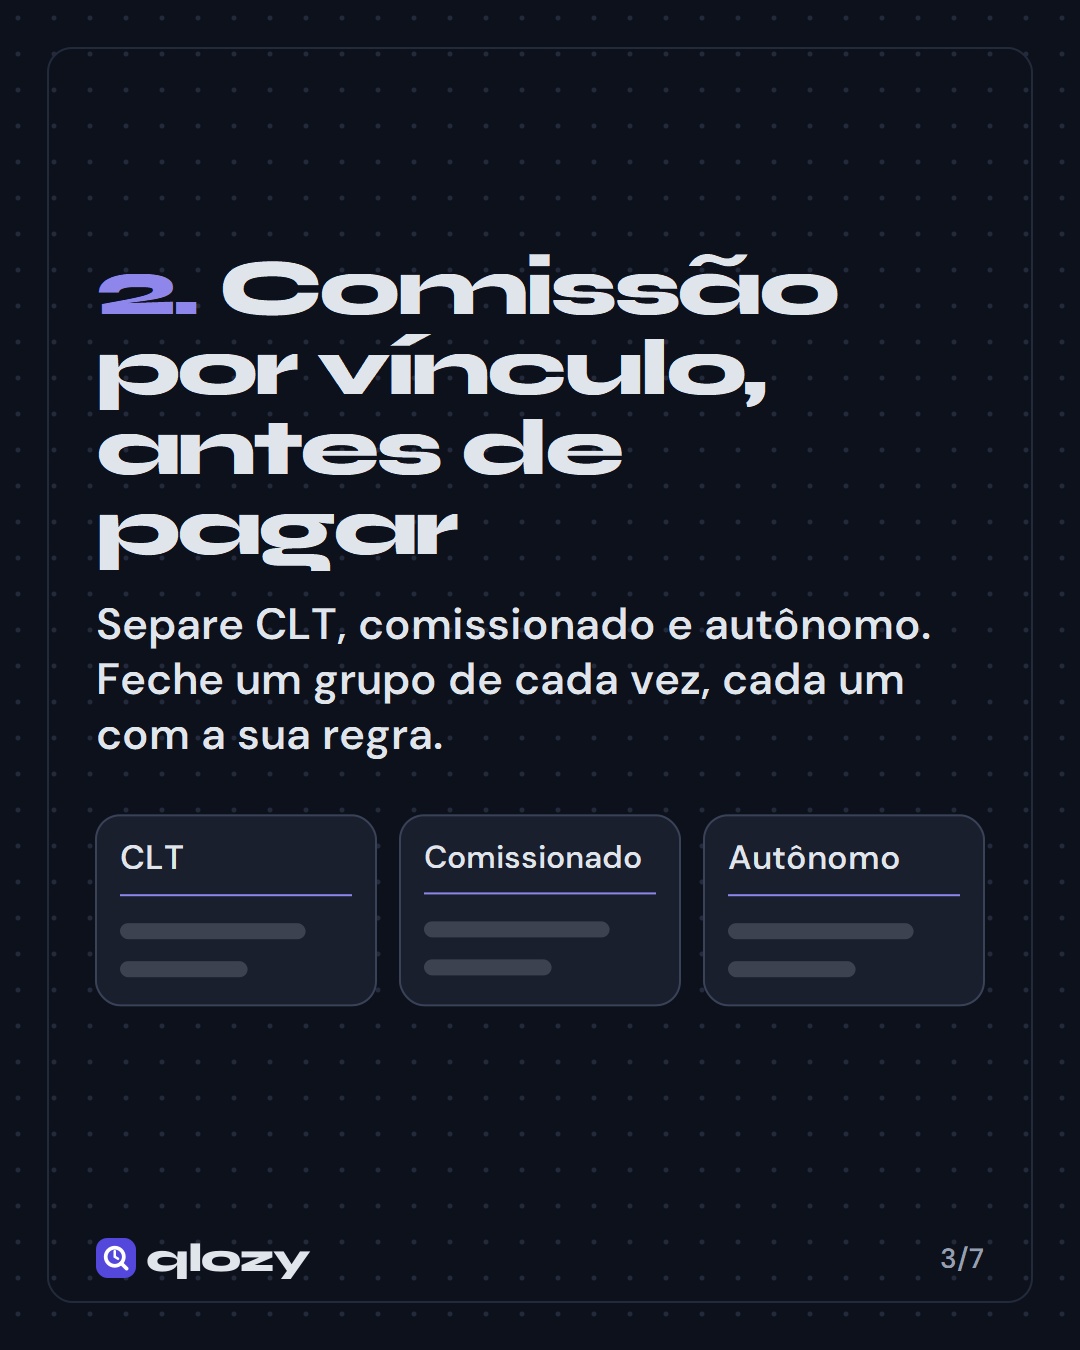 2. Comissão
por vínculo,
antes de
pagar
Separe CLT, comissionado e autônomo.
Feche um grupo de cada vez, cada um
com a sua regra.
CLT
Comissionado
Autônomo
qlozy
3/7